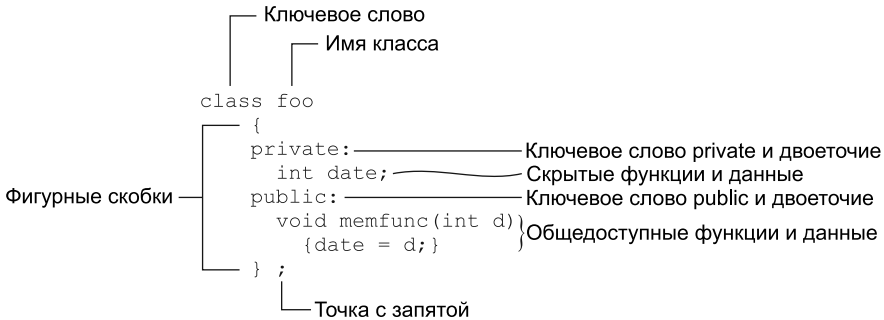 Ключевое слово
Имя класса
class foo
{
private: Ключевое слово private и двоеточие
int date; Скрытые функции и данные
Фигурные скобки public: Ключевое слово public и двоеточие
void memfunc(int d)
{date = d;} Общедоступные функции и данные
} ;
Точка с запятой